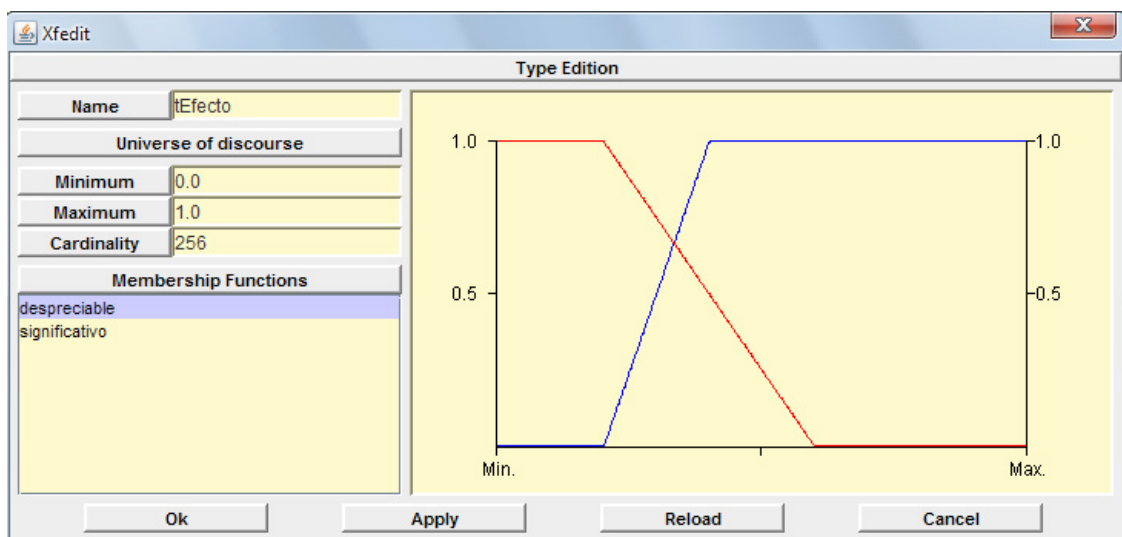 Xfedit
Type Edition
Name tEfecto
Universe of discourse
Minimum 0.0
Maximum 1.0
Cardinality 256
Membership Functions
despreciable
significativo
1.0 1.0
0.5 0.5
Min. Max.
Ok Apply Reload Cancel